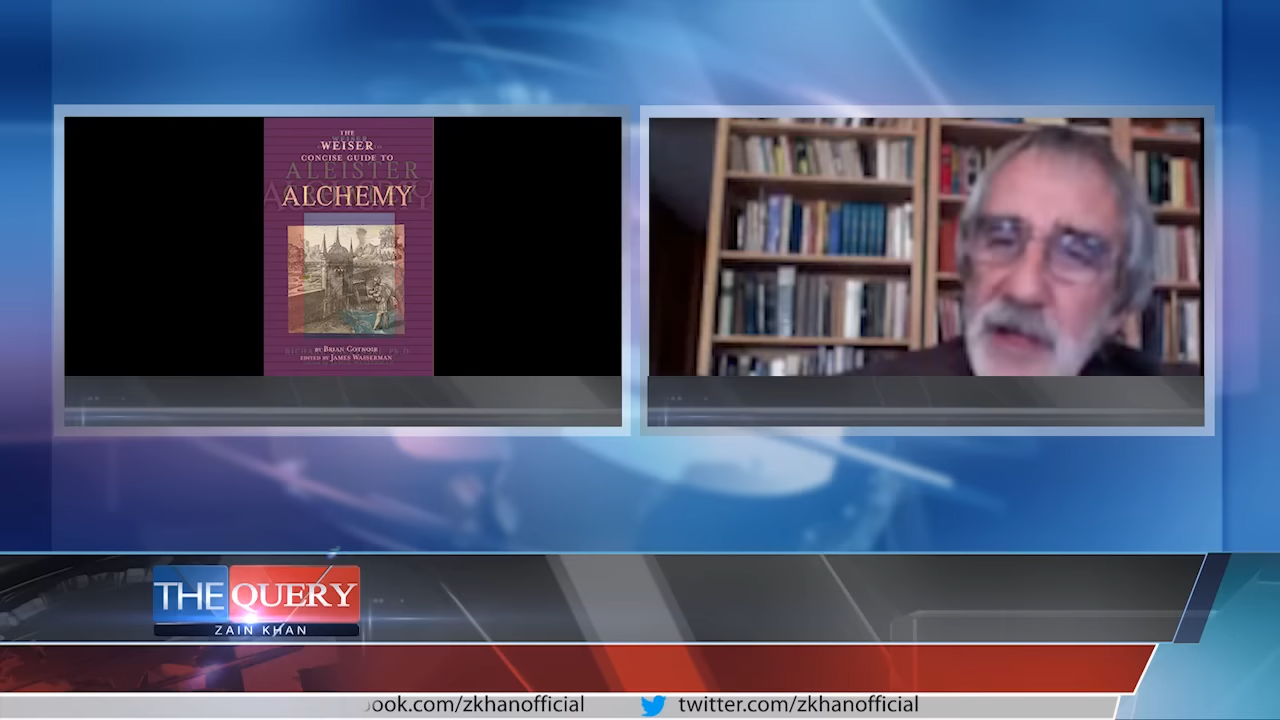 THE
WEISER
CONCISE GUIDE TO
ALEISTER
ALCHEMY
BY BRIAN COTNOIR
EDITED BY JAMES WASSERMAN
THE QUERY
ZAIN KHAN
ook.com/zkhanofficial twitter.com/zkhanofficial